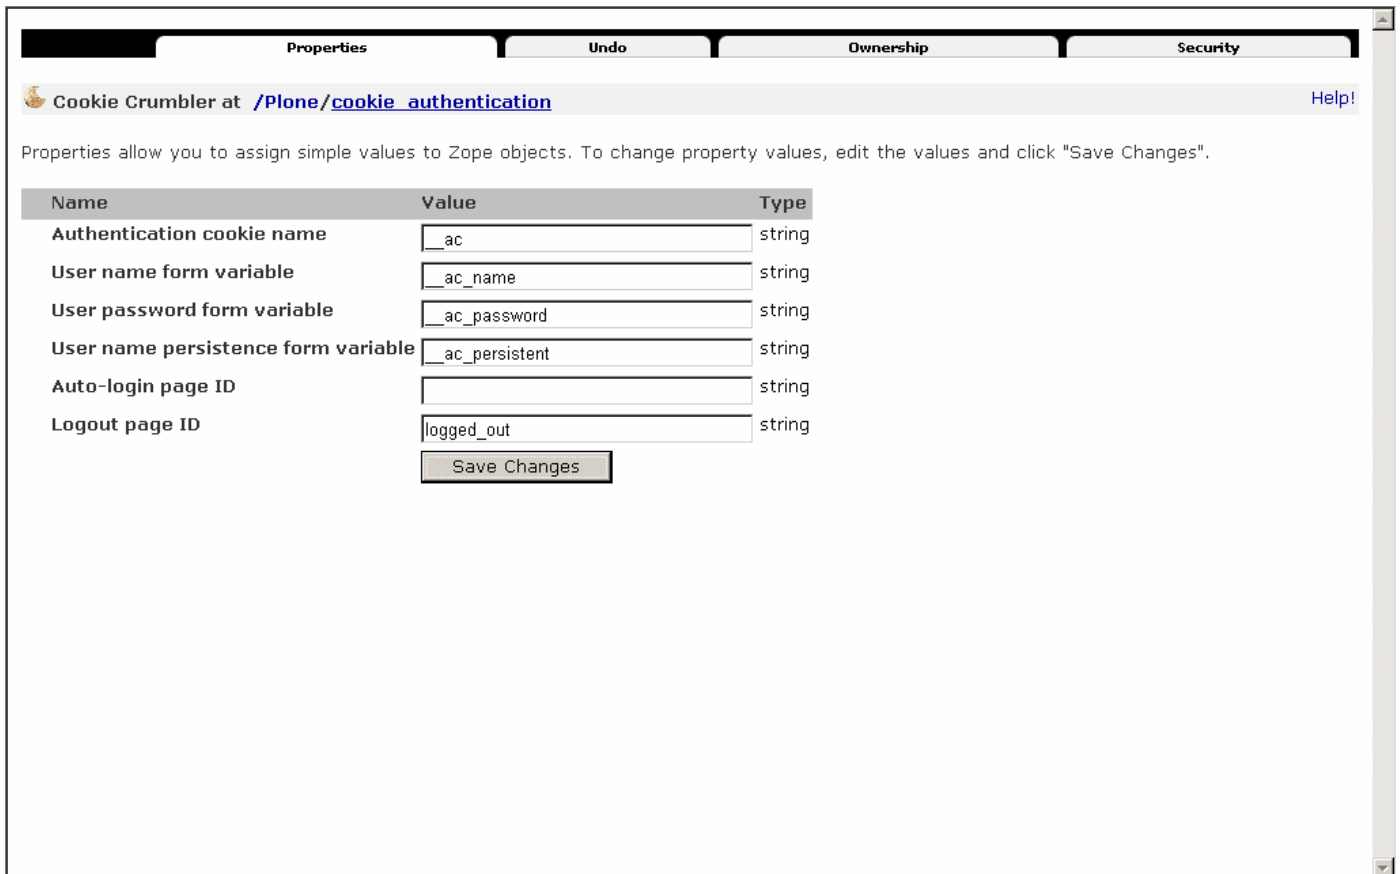 Properties Undo Ownership Security
Cookie Crumbler at /Plone/cookie_authentication Help!
Properties allow you to assign simple values to Zope objects. To change property values, edit the values and click "Save Changes".
Name Value Type
Authentication cookie name __ac string
User name form variable __ac_name string
User password form variable __ac_password string
User name persistence form variable __ac_persistent string
Auto-login page ID string
Logout page ID logged_out string
Save Changes